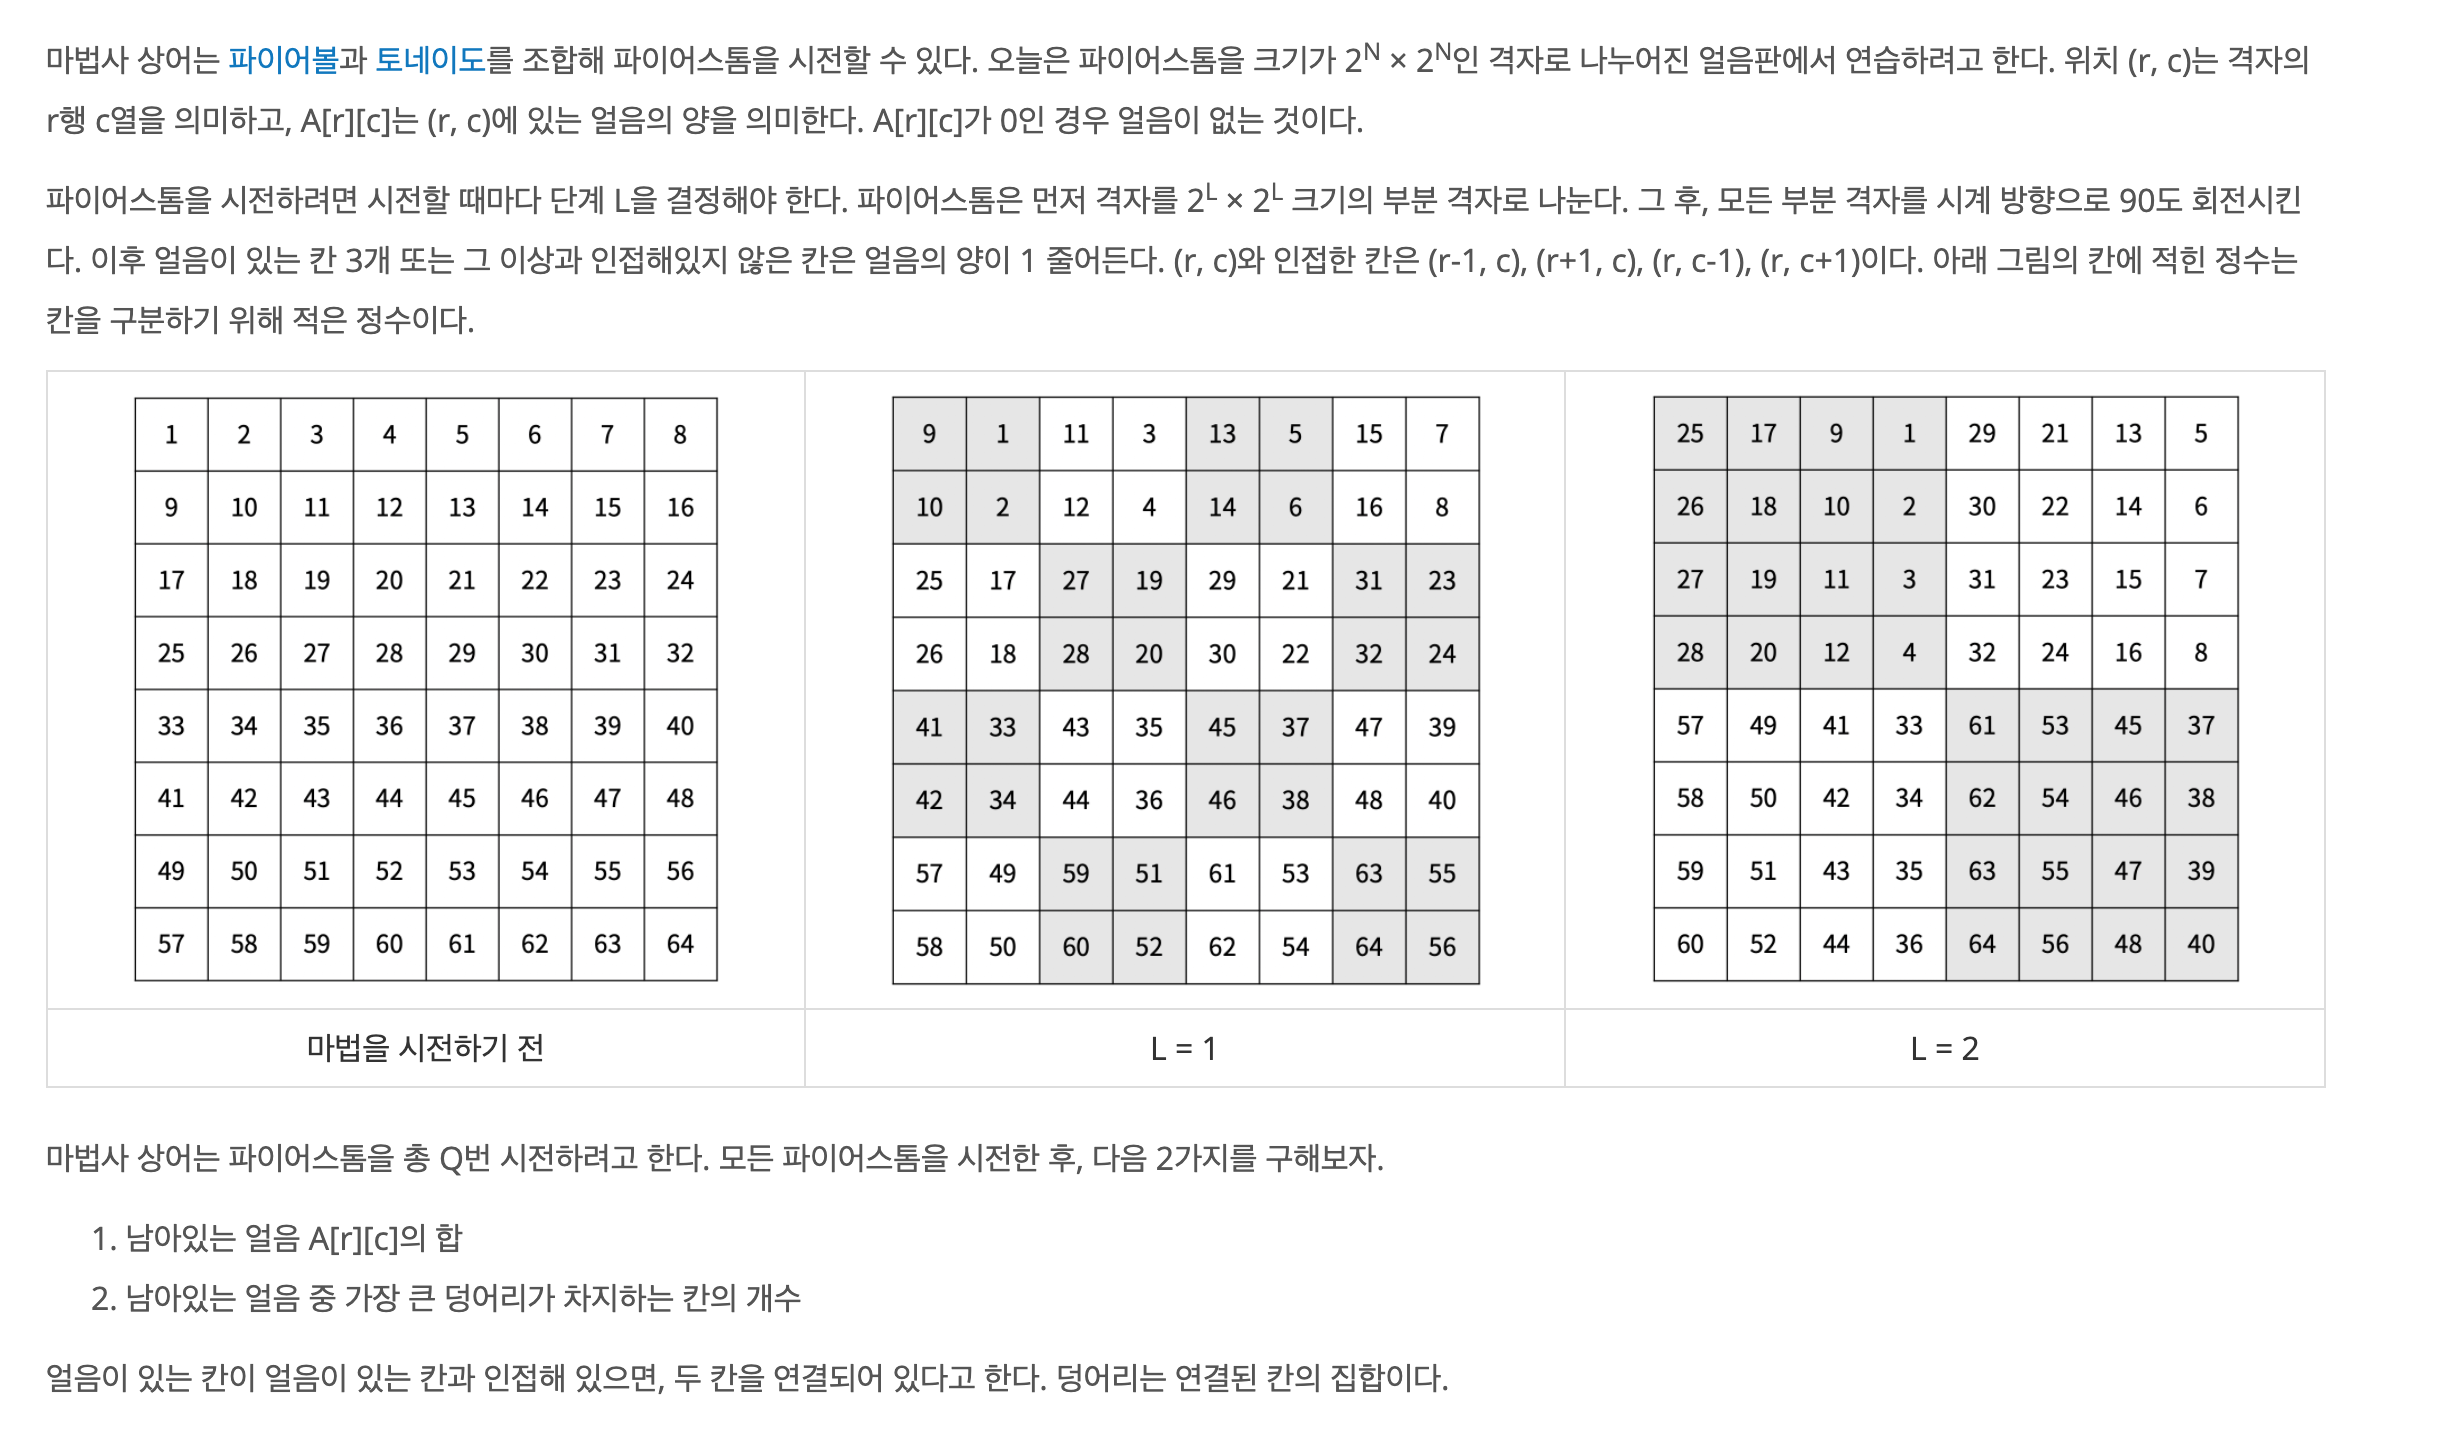 마법사 상어는 파이어볼과 토네이도를 조합해 파이어스톰을 시전할 수 있다. 오늘은 파이어스톰을 크기가 2^N × 2^N인 격자로 나누어진 얼음판에서 연습하려고 한다. 위치 (r, c)는 격자의
r행 c열을 의미하고, A[r][c]는 (r, c)에 있는 얼음의 양을 의미한다. A[r][c]가 0인 경우 얼음이 없는 것이다.
파이어스톰을 시전하려면 시전할 때마다 단계 L을 결정해야 한다. 파이어스톰은 먼저 격자를 2^L × 2^L 크기의 부분 격자로 나눈다. 그 후, 모든 부분 격자를 시계 방향으로 90도 회전시킨
다. 이후 얼음이 있는 칸 3개 또는 그 이상과 인접해있지 않은 칸은 얼음의 양이 1 줄어든다. (r, c)와 인접한 칸은 (r-1, c), (r+1, c), (r, c-1), (r, c+1)이다. 아래 그림의 칸에 적힌 정수는
칸을 구분하기 위해 적은 정수이다.
1 2 3 4 5 6 7 8
9 10 11 12 13 14 15 16
17 18 19 20 21 22 23 24
25 26 27 28 29 30 31 32
33 34 35 36 37 38 39 40
41 42 43 44 45 46 47 48
49 50 51 52 53 54 55 56
57 58 59 60 61 62 63 64
마법을 시전하기 전
9 1 11 3 13 5 15 7
10 2 12 4 14 6 16 8
25 17 27 19 29 21 31 23
26 18 28 20 30 22 32 24
41 33 43 35 45 37 47 39
42 34 44 36 46 38 48 40
57 49 59 51 61 53 63 55
58 50 60 52 62 54 64 56
L = 1
25 17 9 1 29 21 13 5
26 18 10 2 30 22 14 6
27 19 11 3 31 23 15 7
28 20 12 4 32 24 16 8
57 49 41 33 61 53 45 37
58 50 42 34 62 54 46 38
59 51 43 35 63 55 47 39
60 52 44 36 64 56 48 40
L = 2
마법사 상어는 파이어스톰을 총 Q번 시전하려고 한다. 모든 파이어스톰을 시전한 후, 다음 2가지를 구해보자.
1. 남아있는 얼음 A[r][c]의 합
2. 남아있는 얼음 중 가장 큰 덩어리가 차지하는 칸의 개수
얼음이 있는 칸이 얼음이 있는 칸과 인접해 있으면, 두 칸을 연결되어 있다고 한다. 덩어리는 연결된 칸의 집합이다.